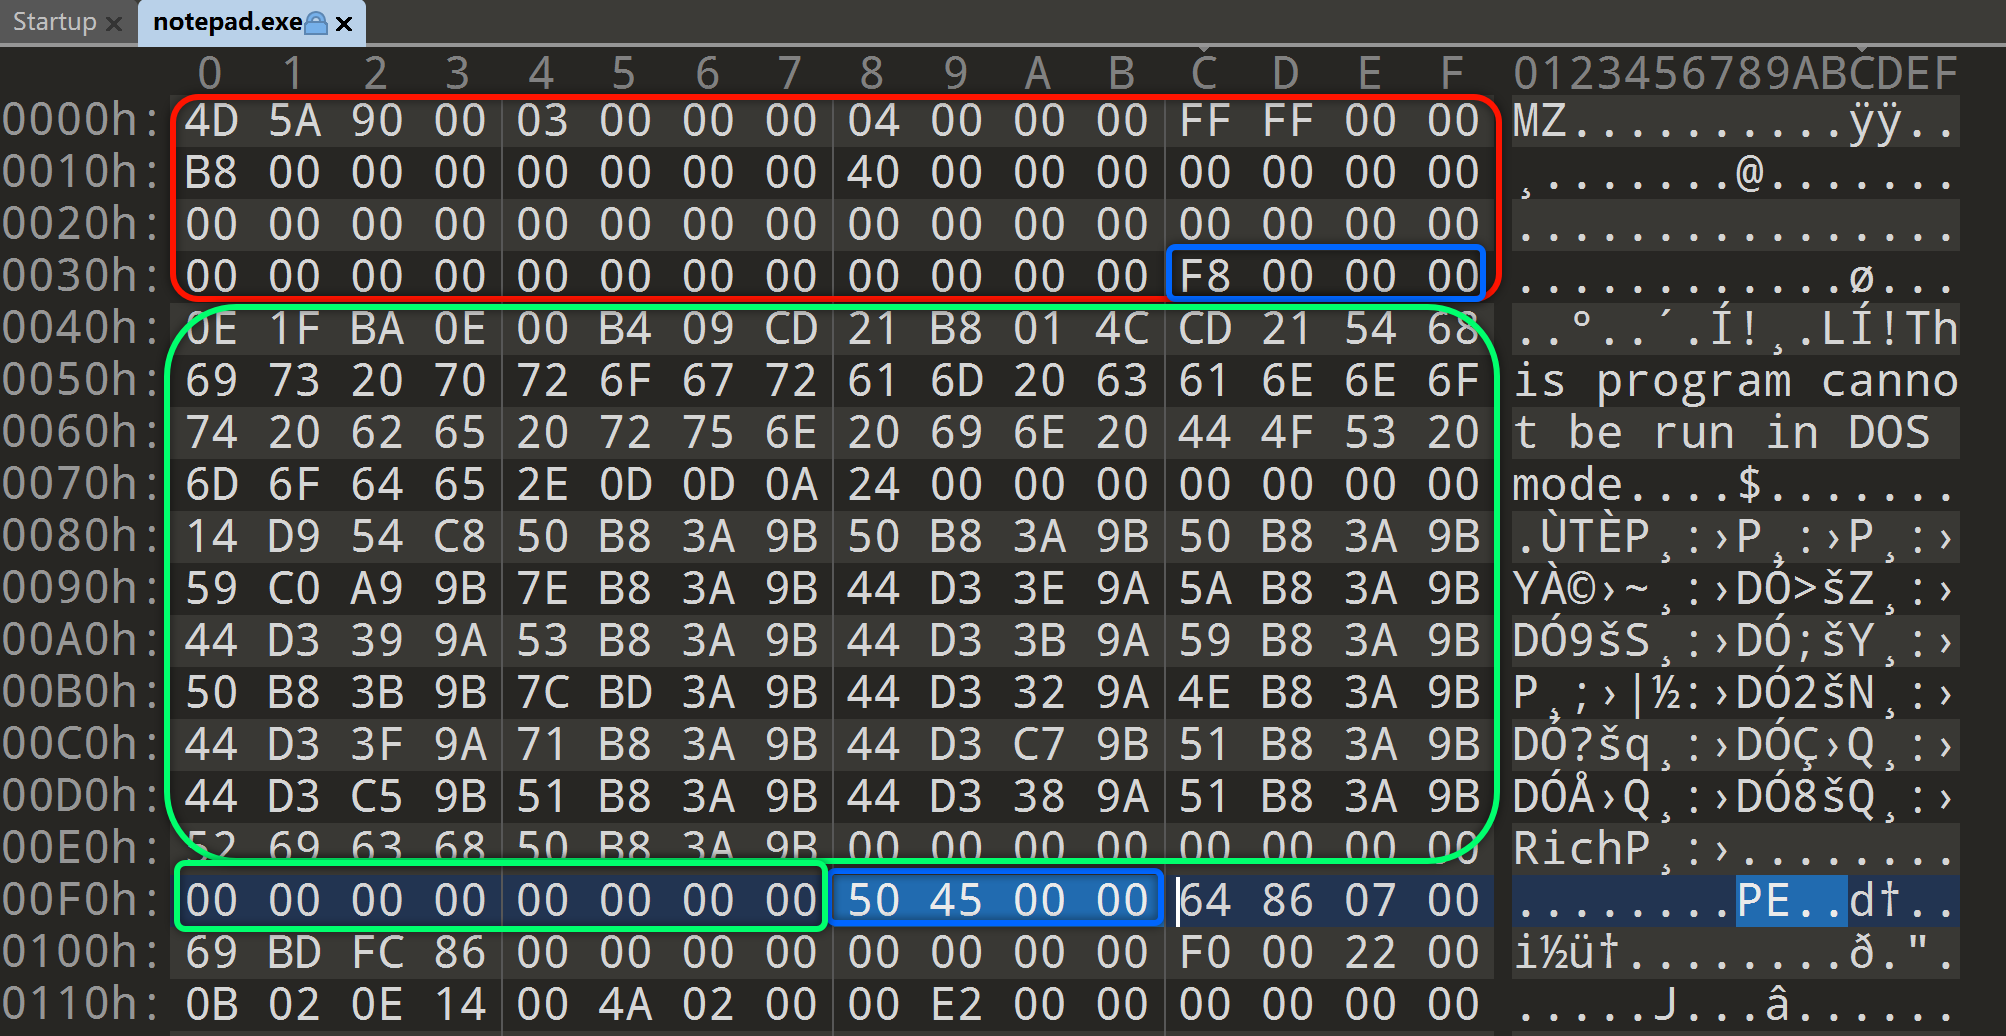 Startup × notepad.exe ×
0 1 2 3 4 5 6 7 8 9 A B C D E F 0123456789ABCDEF
0000h: 4D 5A 90 00 03 00 00 00 04 00 00 00 FF FF 00 00 MZ..........ÿÿ..
0010h: B8 00 00 00 00 00 00 00 40 00 00 00 00 00 00 00 ¸.......@.......
0020h: 00 00 00 00 00 00 00 00 00 00 00 00 00 00 00 00 ................
0030h: 00 00 00 00 00 00 00 00 00 00 00 00 F8 00 00 00 ............ø...
0040h: 0E 1F BA 0E 00 B4 09 CD 21 B8 01 4C CD 21 54 68 ..º..´.Í!¸.LÍ!Th
0050h: 69 73 20 70 72 6F 67 72 61 6D 20 63 61 6E 6E 6F is program canno
0060h: 74 20 62 65 20 72 75 6E 20 69 6E 20 44 4F 53 20 t be run in DOS
0070h: 6D 6F 64 65 2E 0D 0D 0A 24 00 00 00 00 00 00 00 mode....$.......
0080h: 14 D9 54 C8 50 B8 3A 9B 50 B8 3A 9B 50 B8 3A 9B .ÙTÈP¸:›P¸:›P¸:›
0090h: 59 C0 A9 9B 7E B8 3A 9B 44 D3 3E 9A 5A B8 3A 9B YÀ©›~¸:›DÓ>šZ¸:›
00A0h: 44 D3 39 9A 53 B8 3A 9B 44 D3 3B 9A 59 B8 3A 9B DÓ9šS¸:›DÓ;šY¸:›
00B0h: 50 B8 3B 9B 7C BD 3A 9B 44 D3 32 9A 4E B8 3A 9B P¸;›|½:›DÓ2šN¸:›
00C0h: 44 D3 3F 9A 71 B8 3A 9B 44 D3 C7 9B 51 B8 3A 9B DÓ?šq¸:›DÓÇ›Q¸:›
00D0h: 44 D3 C5 9B 51 B8 3A 9B 44 D3 38 9A 51 B8 3A 9B DÓÅ›Q¸:›DÓ8šQ¸:›
00E0h: 52 69 63 68 50 B8 3A 9B 00 00 00 00 00 00 00 00 RichP¸:›........
00F0h: 00 00 00 00 00 00 00 00 50 45 00 00 64 86 07 00 ........PE..d†..
0100h: 69 BD FC 86 00 00 00 00 00 00 00 00 F0 00 22 00 i½ü†........ð.".
0110h: 0B 02 0E 14 00 4A 02 00 00 E2 00 00 00 00 00 00 .....J...â......